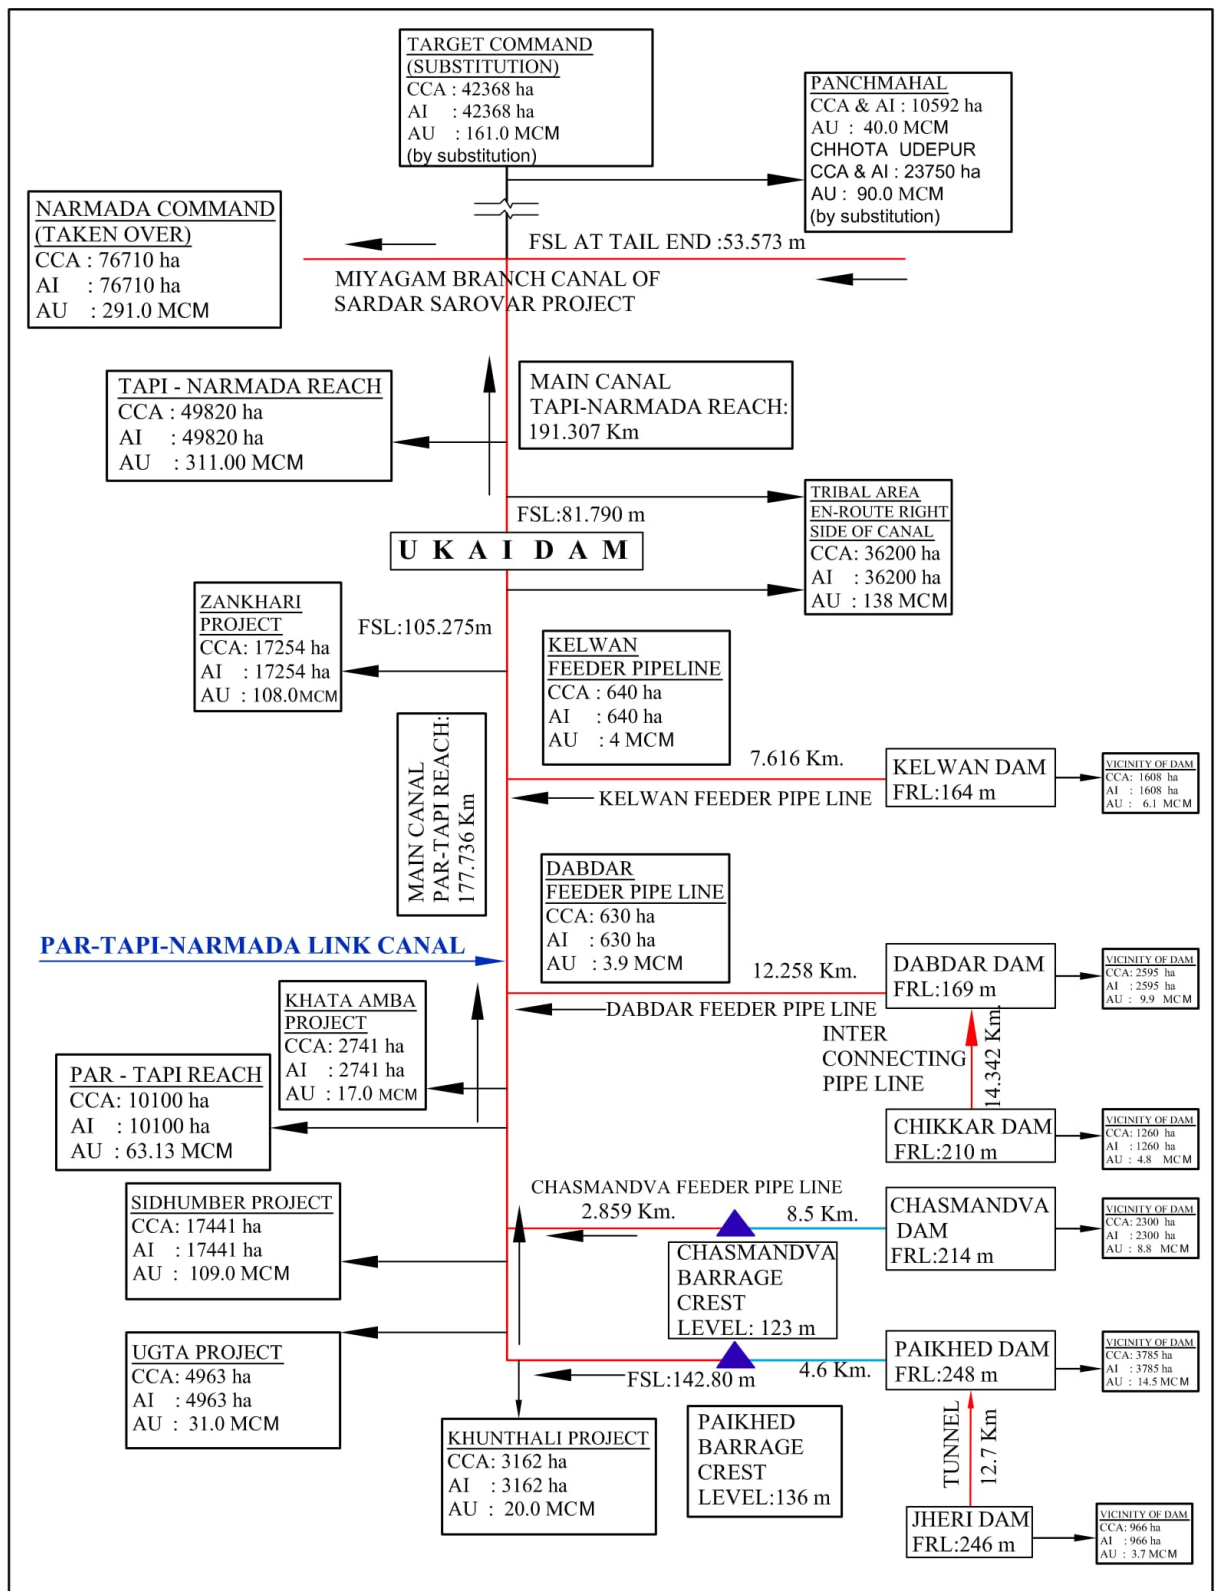 TARGET COMMAND
(SUBSTITUTION)
CCA : 42368 ha
AI : 42368 ha
AU : 161.0 MCM
(by substitution)
PANCHMAHAL
CCA & AI : 10592 ha
AU : 40.0 MCM
CHHOTA UDEPUR
CCA & AI : 23750 ha
AU : 90.0 MCM
(by substitution)
NARMADA COMMAND
(TAKEN OVER)
CCA : 76710 ha
AI : 76710 ha
AU : 291.0 MCM
FSL AT TAIL END :53.573 m
MIYAGAM BRANCH CANAL OF
SARDAR SAROVAR PROJECT
TAPI - NARMADA REACH
CCA : 49820 ha
AI : 49820 ha
AU : 311.00 MCM
MAIN CANAL
TAPI-NARMADA REACH:
191.307 Km
FSL:81.790 m
TRIBAL AREA
EN-ROUTE RIGHT
SIDE OF CANAL
CCA: 36200 ha
AI : 36200 ha
AU : 138 MCM
UKAI DAM
ZANKHARI
PROJECT
CCA: 17254 ha
AI : 17254 ha
AU : 108.0MCM
FSL:105.275m
KELWAN
FEEDER PIPELINE
CCA : 640 ha
AI : 640 ha
AU : 4 MCM
MAIN CANAL
PAR-TAPI REACH:
177.736 Km
7.616 Km.
KELWAN FEEDER PIPE LINE
KELWAN DAM
FRL:164 m
VICINITY OF DAM
CCA: 1608 ha
AI : 1608 ha
AU : 6.1 MCM
DABDAR
FEEDER PIPE LINE
CCA: 630 ha
AI : 630 ha
AU : 3.9 MCM
PAR-TAPI-NARMADA LINK CANAL
12.258 Km.
DABDAR FEEDER PIPE LINE
DABDAR DAM
FRL:169 m
VICINITY OF DAM
CCA: 2595 ha
AI : 2595 ha
AU : 9.9 MCM
INTER
CONNECTING
PIPE LINE
14.342 Km.
KHATA AMBA
PROJECT
CCA: 2741 ha
AI : 2741 ha
AU : 17.0 MCM
PAR - TAPI REACH
CCA: 10100 ha
AI : 10100 ha
AU : 63.13 MCM
CHIKKAR DAM
FRL:210 m
VICINITY OF DAM
CCA: 1260 ha
AI : 1260 ha
AU : 4.8 MCM
SIDHUMBER PROJECT
CCA: 17441 ha
AI : 17441 ha
AU : 109.0 MCM
CHASMANDVA FEEDER PIPE LINE
2.859 Km.
8.5 Km.
CHASMANDVA
DAM
FRL:214 m
VICINITY OF DAM
CCA: 2300 ha
AI : 2300 ha
AU : 8.8 MCM
CHASMANDVA
BARRAGE
CREST
LEVEL: 123 m
UGTA PROJECT
CCA: 4963 ha
AI : 4963 ha
AU : 31.0 MCM
FSL:142.80 m
4.6 Km.
PAIKHED DAM
FRL:248 m
VICINITY OF DAM
CCA: 3785 ha
AI : 3785 ha
AU : 14.5 MCM
KHUNTHALI PROJECT
CCA: 3162 ha
AI : 3162 ha
AU : 20.0 MCM
PAIKHED
BARRAGE
CREST
LEVEL:136 m
TUNNEL
12.7 Km
JHERI DAM
FRL:246 m
VICINITY OF DAM
CCA: 966 ha
AI : 966 ha
AU : 3.7 MCM